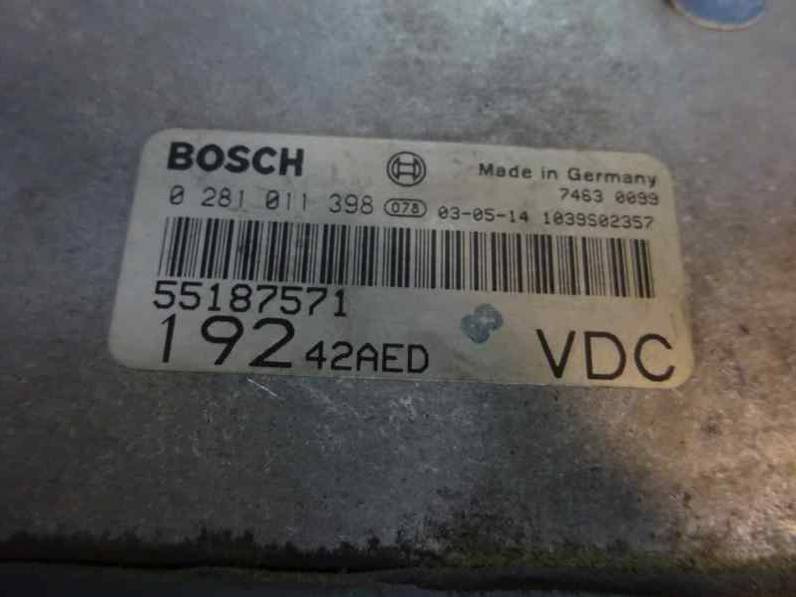 BOSCH Made in Germany
7463 0099
0 281 011 398 078 03-05-14 1039S02357
55187571
192 42AED VDC